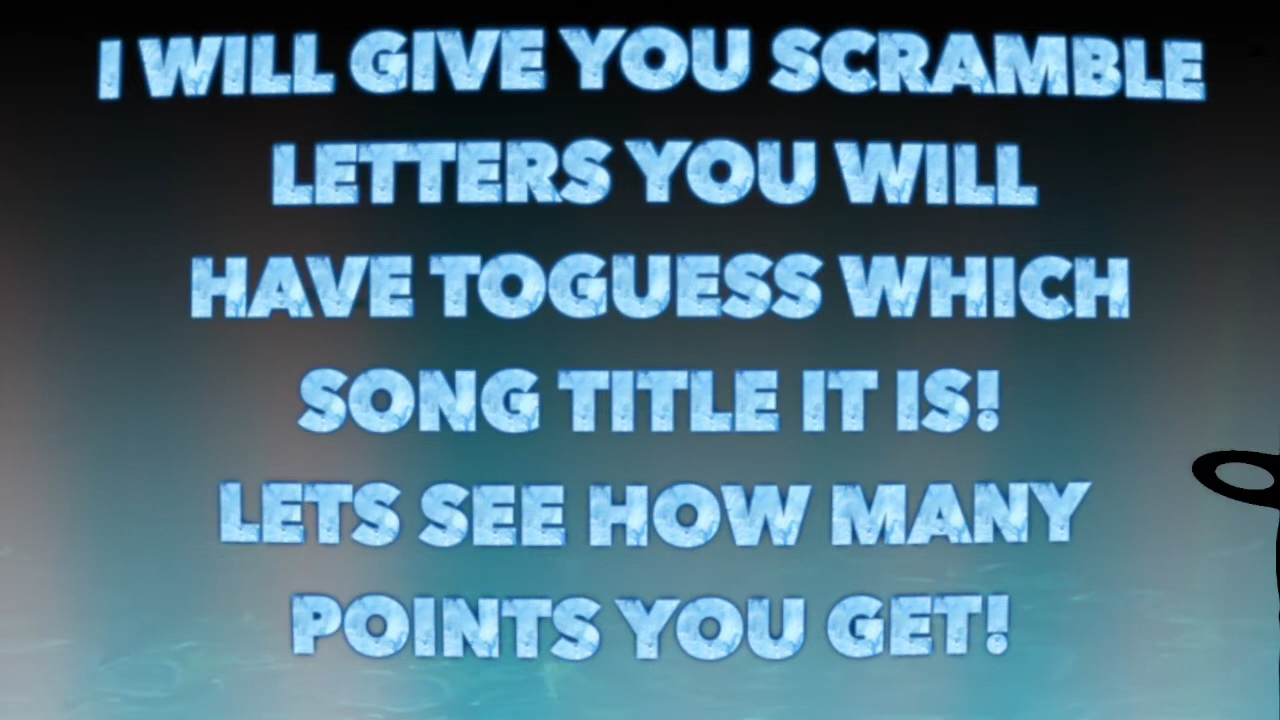 I WILL GIVE YOU SCRAMBLE
LETTERS YOU WILL
HAVE TOGUESS WHICH
SONG TITLE IT IS!
LETS SEE HOW MANY
POINTS YOU GET!